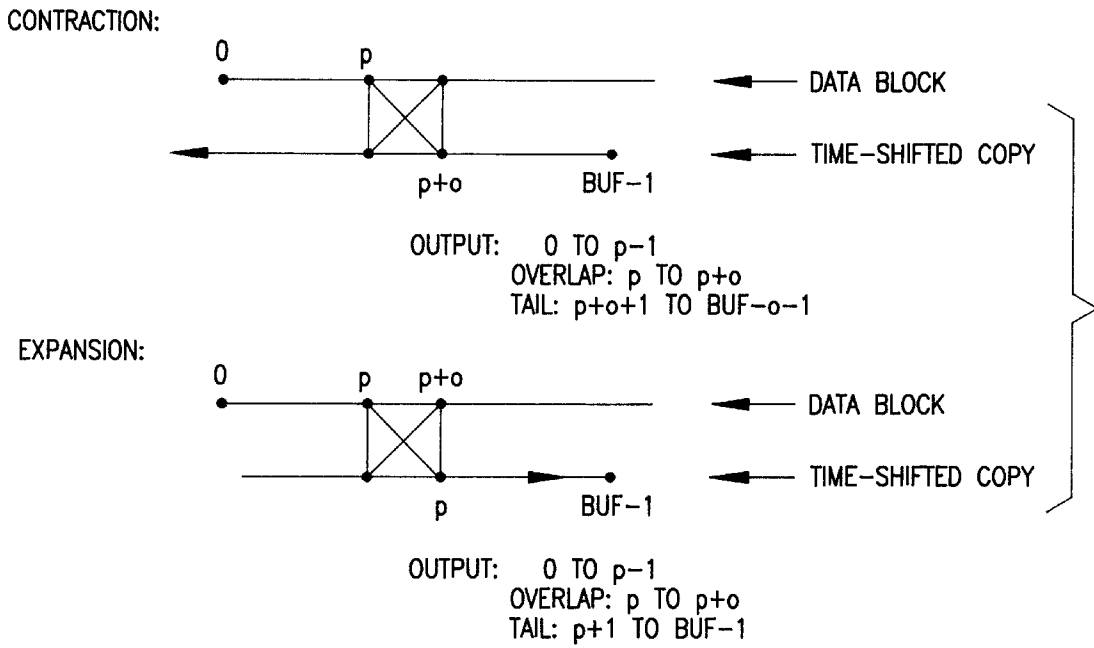 CONTRACTION:
0 p
DATA BLOCK
TIME-SHIFTED COPY
p+o BUF-1
OUTPUT: 0 TO p-1
OVERLAP: p TO p+o
TAIL: p+o+1 TO BUF-o-1
EXPANSION:
0 p p+o
DATA BLOCK
TIME-SHIFTED COPY
p BUF-1
OUTPUT: 0 TO p-1
OVERLAP: p TO p+o
TAIL: p+1 TO BUF-1